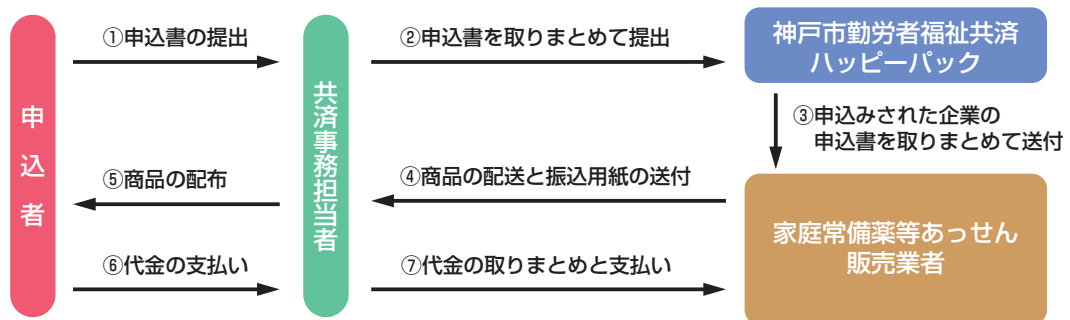 ①申込書の提出
②申込書を取りまとめて提出
神戸市勤労者福祉共済
ハッピーパック
申込者
共済事務担当者
③申込みされた企業の
申込書を取りまとめて送付
⑤商品の配布
④商品の配送と振込用紙の送付
家庭常備薬等あっせん
販売業者
⑥代金の支払い
⑦代金の取りまとめと支払い